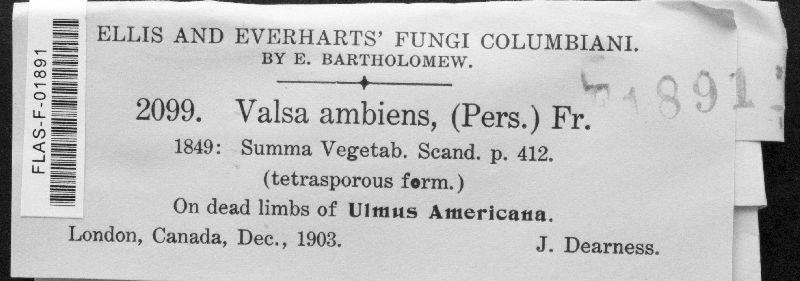 FLAS-F-01891
ELLIS AND EVERHARTS' FUNGI COLUMBIANI.
BY E. BARTHOLOMEW.
1891
2099. Valsa ambiens, (Pers.) Fr.
1849: Summa Vegetab. Scand. p. 412.
(tetrasporous form.)
On dead limbs of Ulmus Americana.
London, Canada, Dec., 1903. J. Dearness.